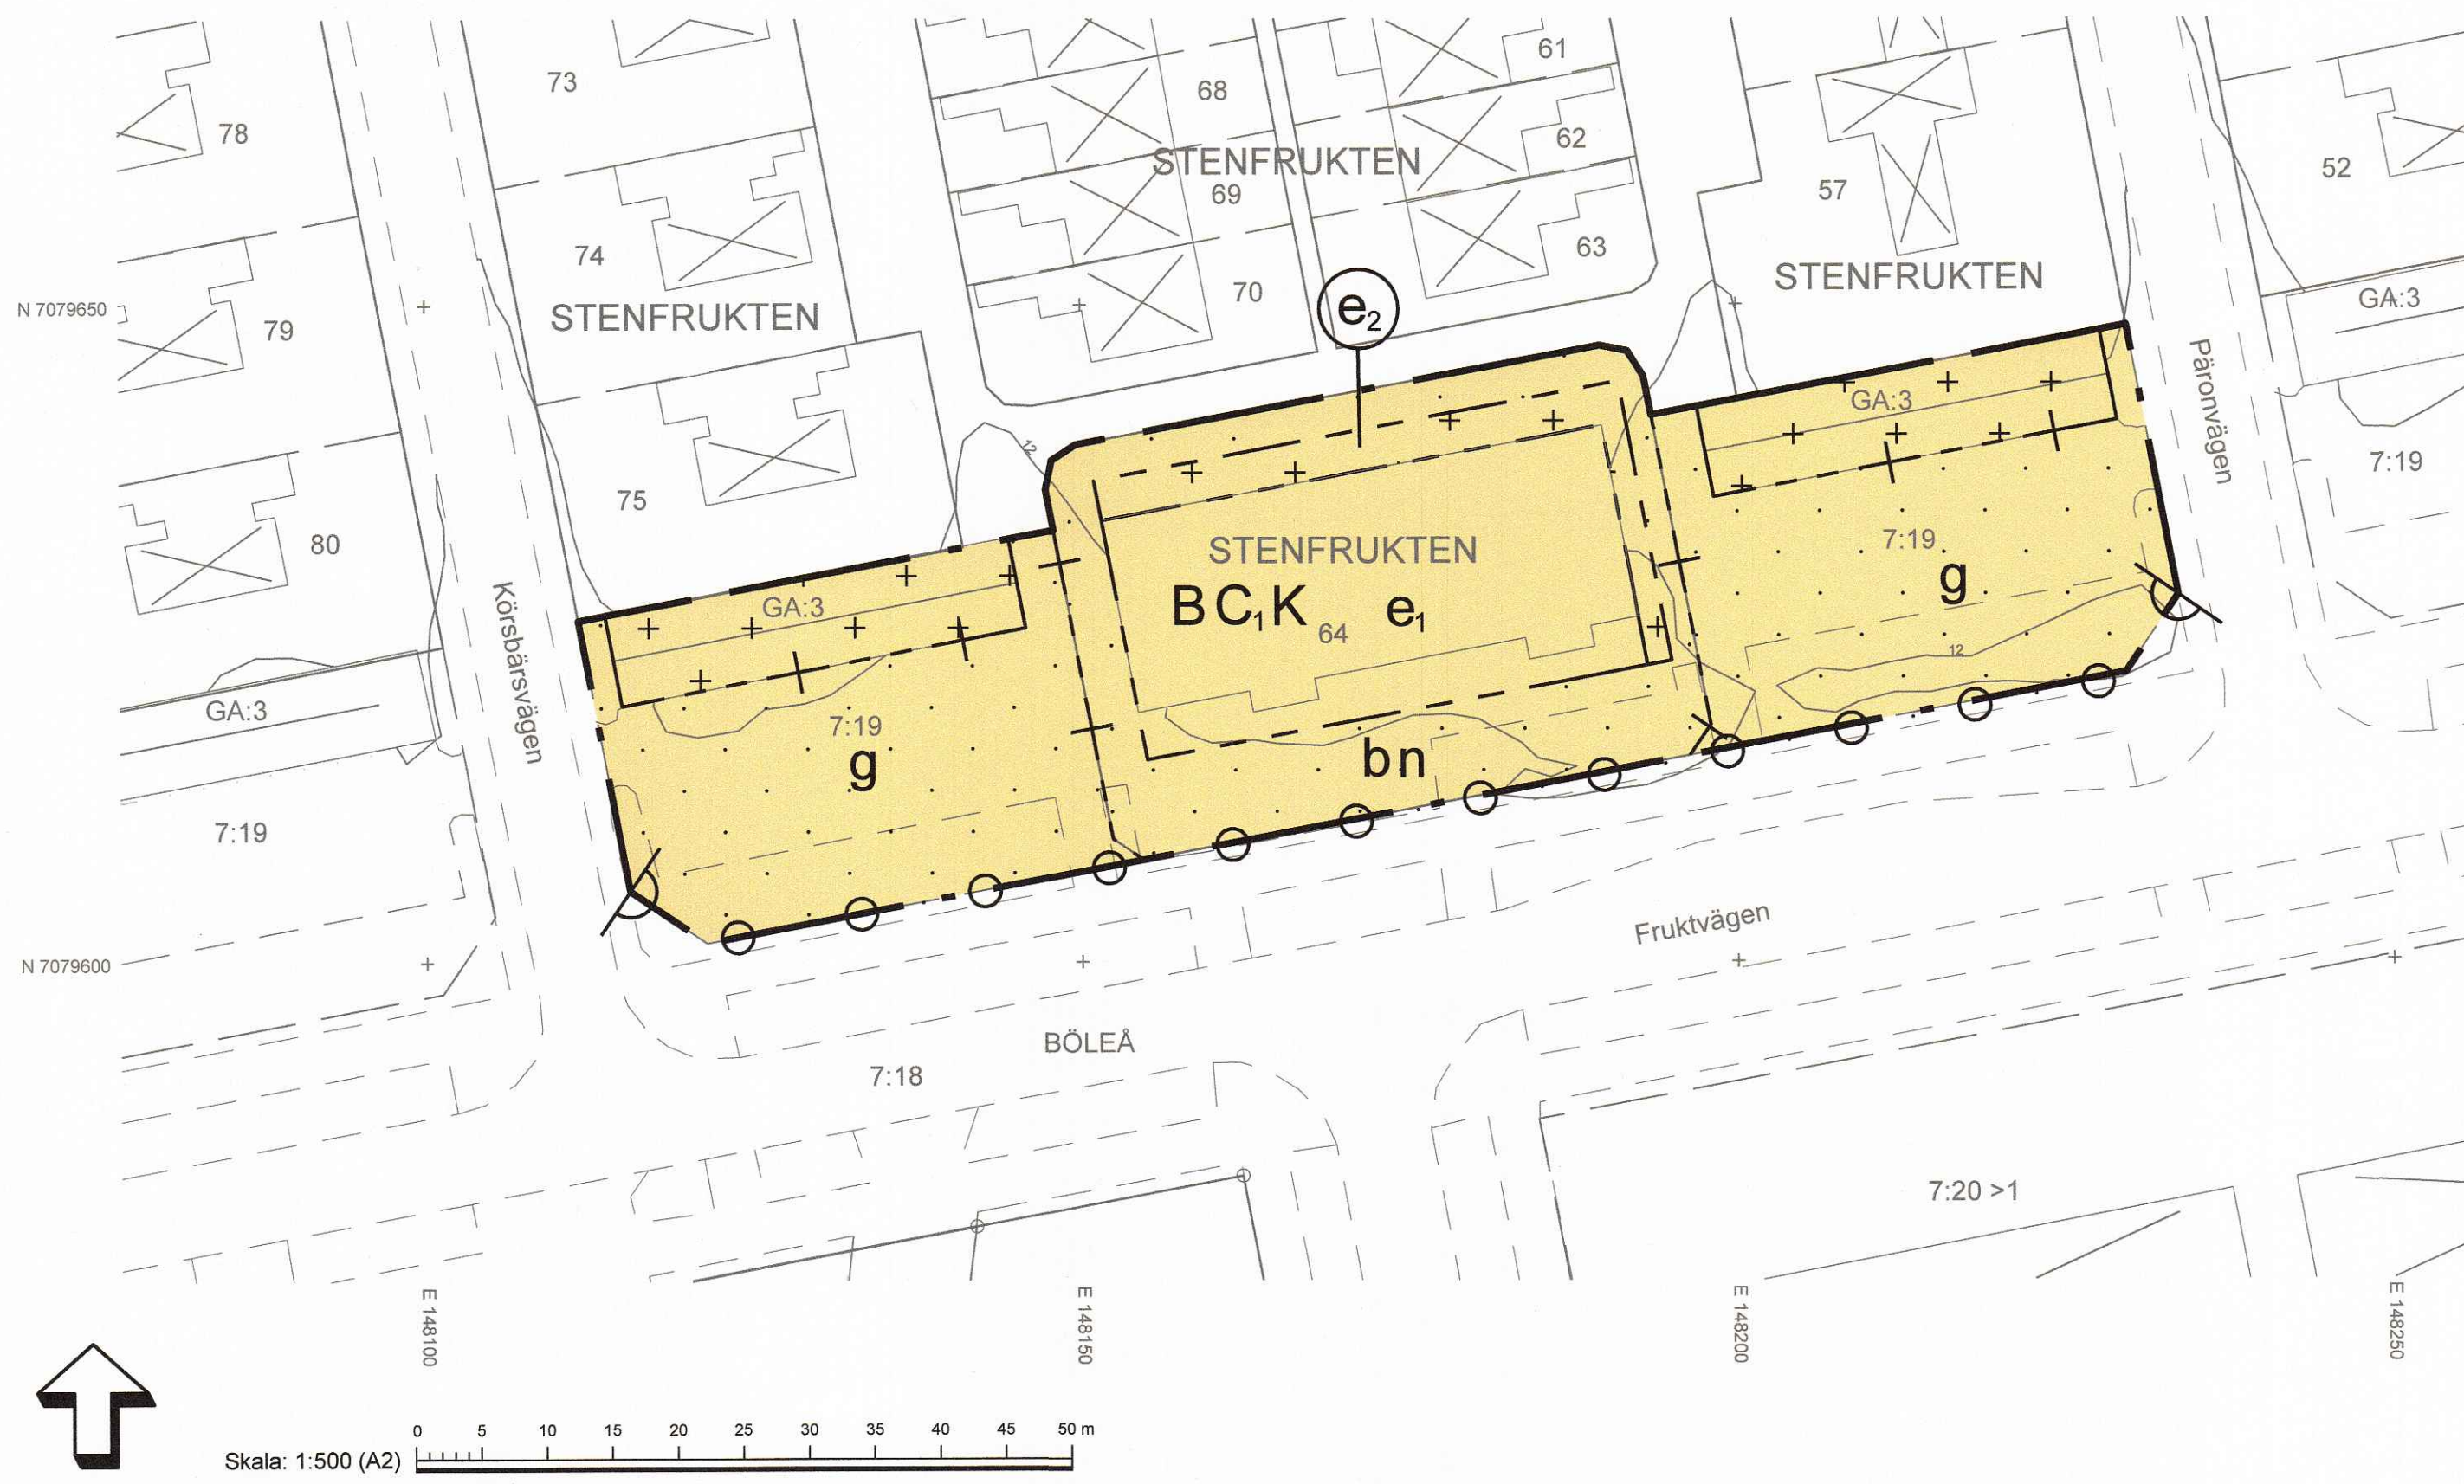 61
73
68
78
62
STENFRUKTEN
52
57
69
63
74
STENFRUKTEN
70
GA:3
e₂
N 7079650
STENFRUKTEN
79
Päronvägen
GA:3
12
7:19
75
80
STENFRUKTEN
7:19
g
BC₁K
e₁
GA:3
64
Körsbärsvägen
12
GA:3
7:19
bn
g
7:19
Fruktvägen
N 7079600
BÖLEÅ
7:18
7:20 >1
E 148100
E 148150
E 148200
E 148250
0 5 10 15 20 25 30 35 40 45 50 m
Skala: 1:500 (A2)